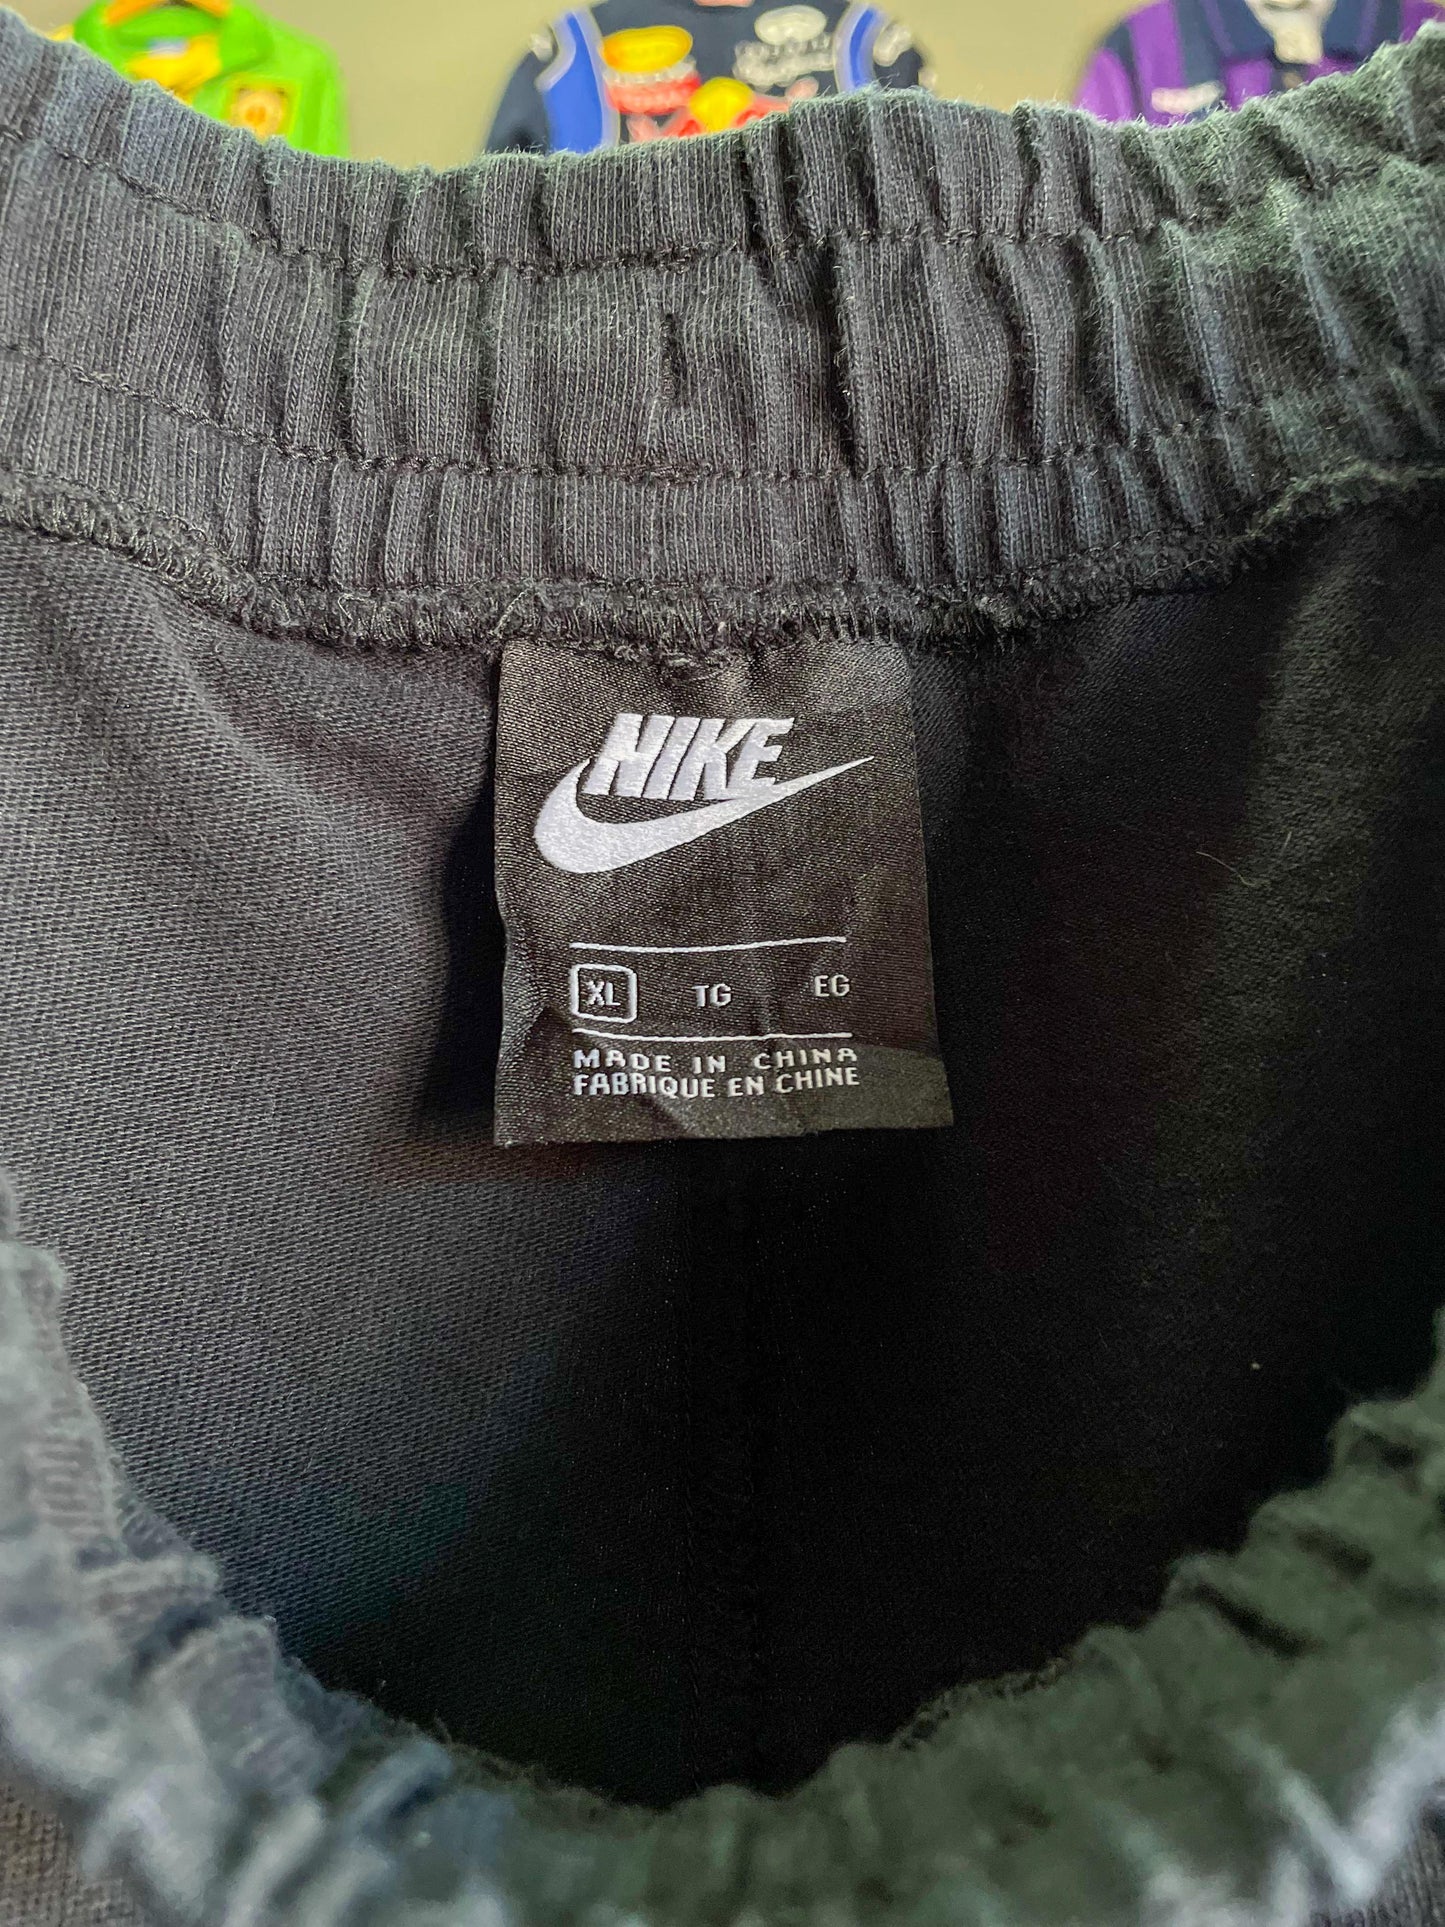 NIKE
XL TG EG
MADE IN CHINA
FABRIQUE EN CHINE